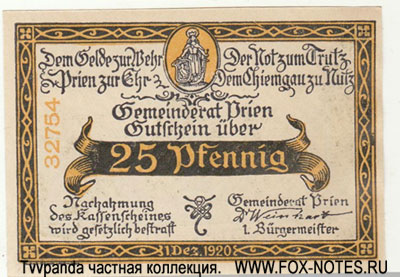 Dem Gelde zur Wehr Der Not zum Trutz
Prien zur Ehr Dem Chiemgau zu Nutz
32754
Gemeinderat Prien
Gutschein über
25 Pfennig
Nachahmung
des Kassenscheines
wird gesetzlich bestraft
Gemeinderat Prien
1. Bürgermeister
1. Dez. 1920
Tvvpanda частная коллекция. www.FOX-NOTES.RU